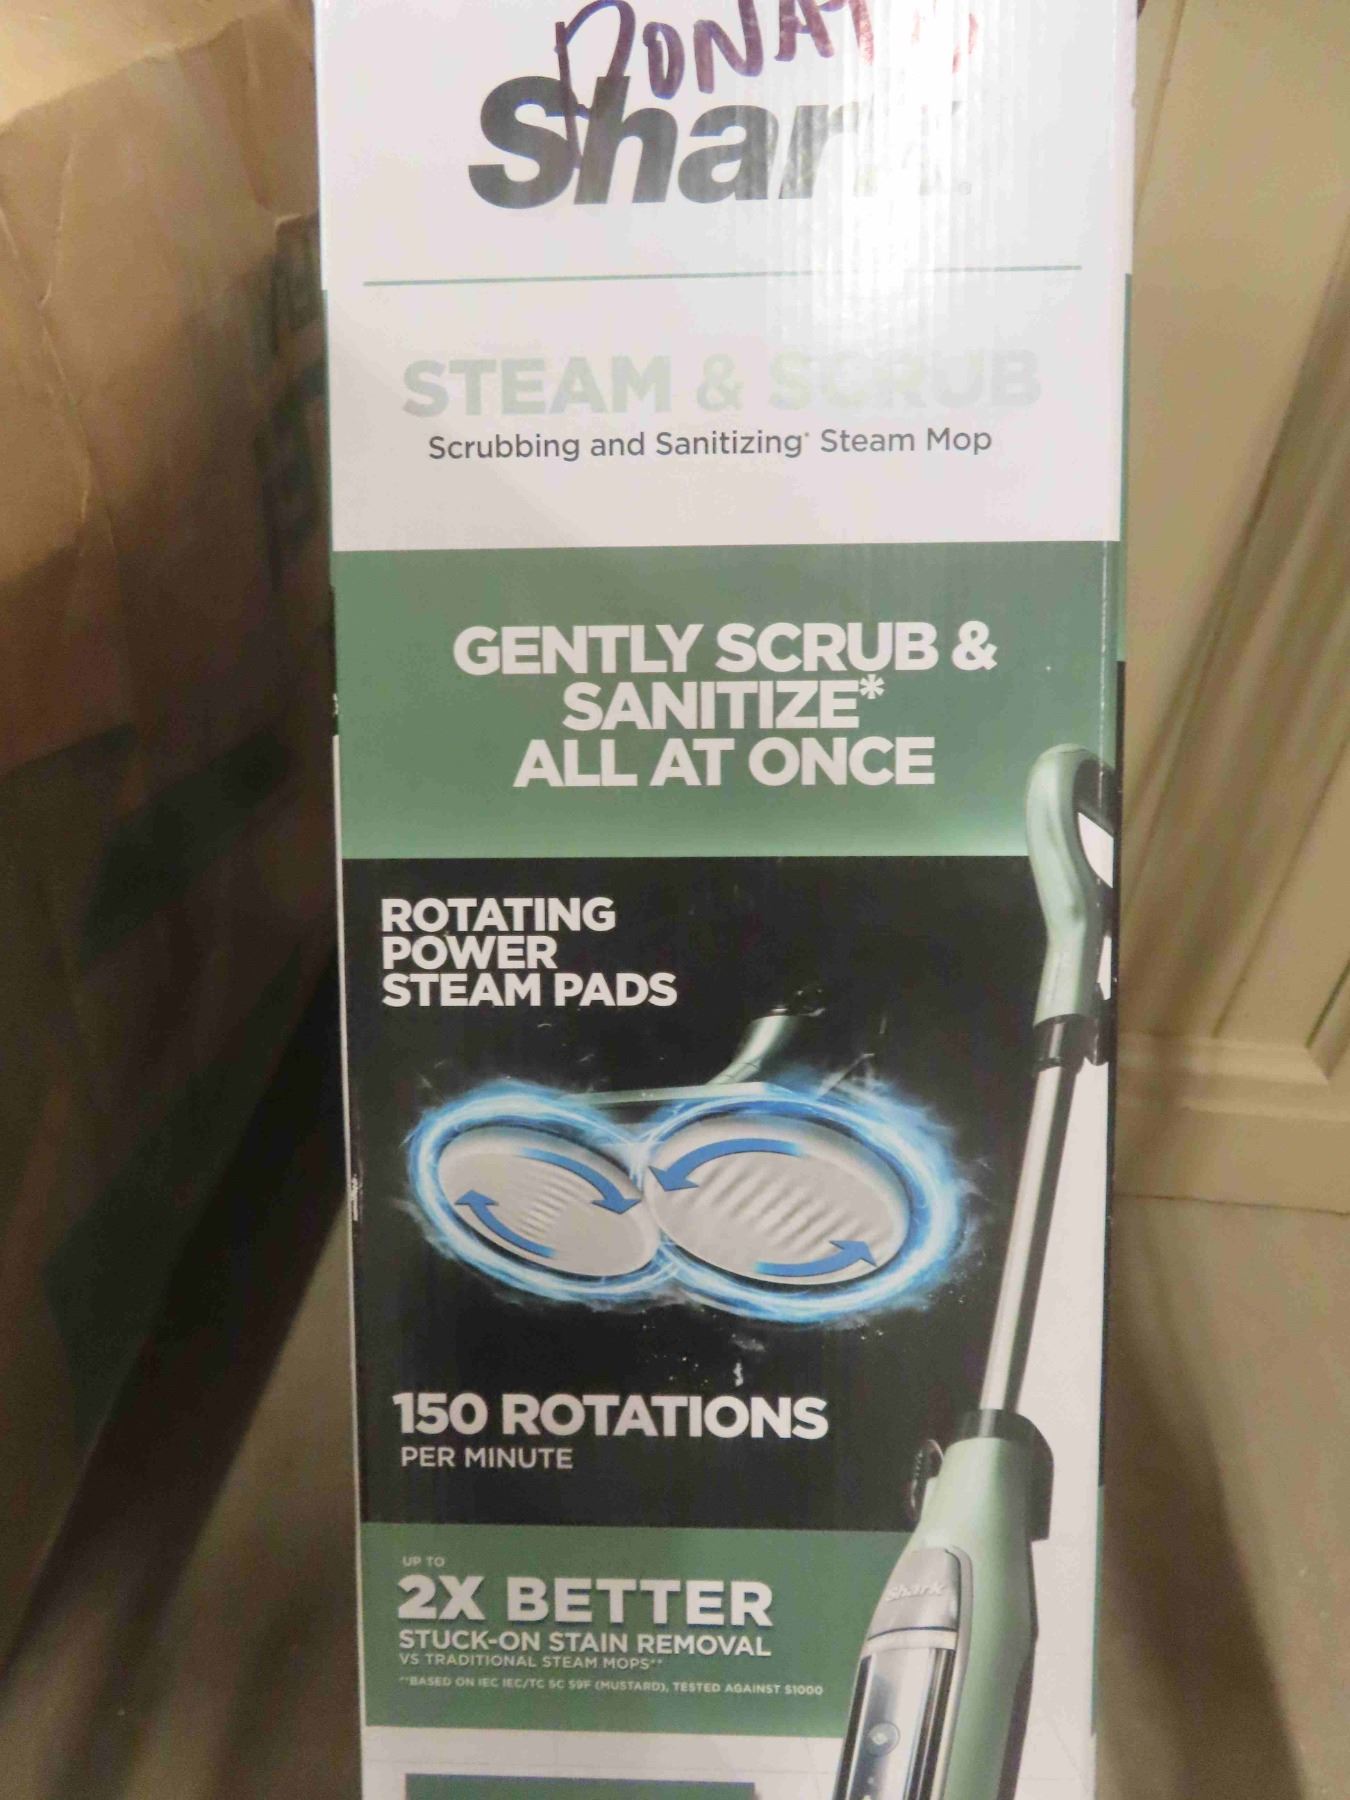 Shark
STEAM & SCRUB
Scrubbing and Sanitizing* Steam Mop
GENTLY SCRUB &
SANITIZE*
ALL AT ONCE
ROTATING
POWER
STEAM PADS
150 ROTATIONS
PER MINUTE
UP TO
2X BETTER
STUCK-ON STAIN REMOVAL
VS TRADITIONAL STEAM MOPS**
**BASED ON IEC IEC/TC SC 59F (MUSTARD), TESTED AGAINST S1000
Shark